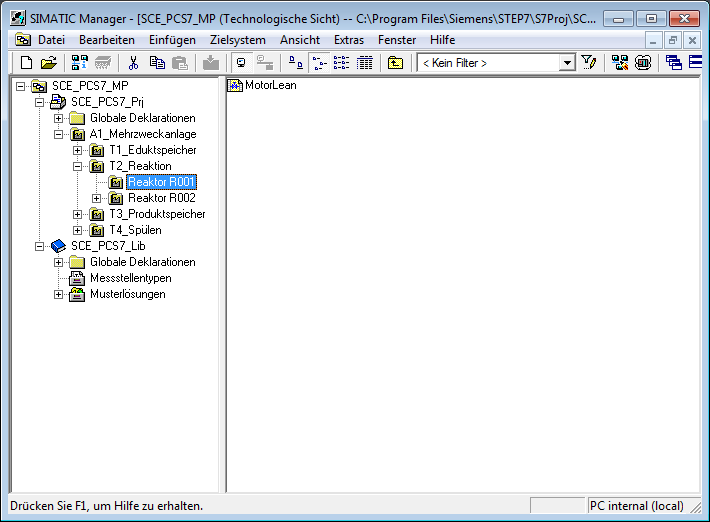 SIMATIC Manager - [SCE_PCS7_MP (Technologische Sicht) -- C:\Program Files\Siemens\STEP7\S7Proj\SC...
Datei Bearbeiten Einfügen Zielsystem Ansicht Extras Fenster Hilfe
< Kein Filter >
SCE_PCS7_MP
SCE_PCS7_Prj
Globale Deklarationen
A1_Mehrzweckanlage
T1_Eduktspeicher
T2_Reaktion
Reaktor R001
Reaktor R002
T3_Produktspeicher
T4_Spülen
SCE_PCS7_Lib
Globale Deklarationen
Messstellentypen
Musterlösungen
MotorLean
Drücken Sie F1, um Hilfe zu erhalten.
PC internal (local)